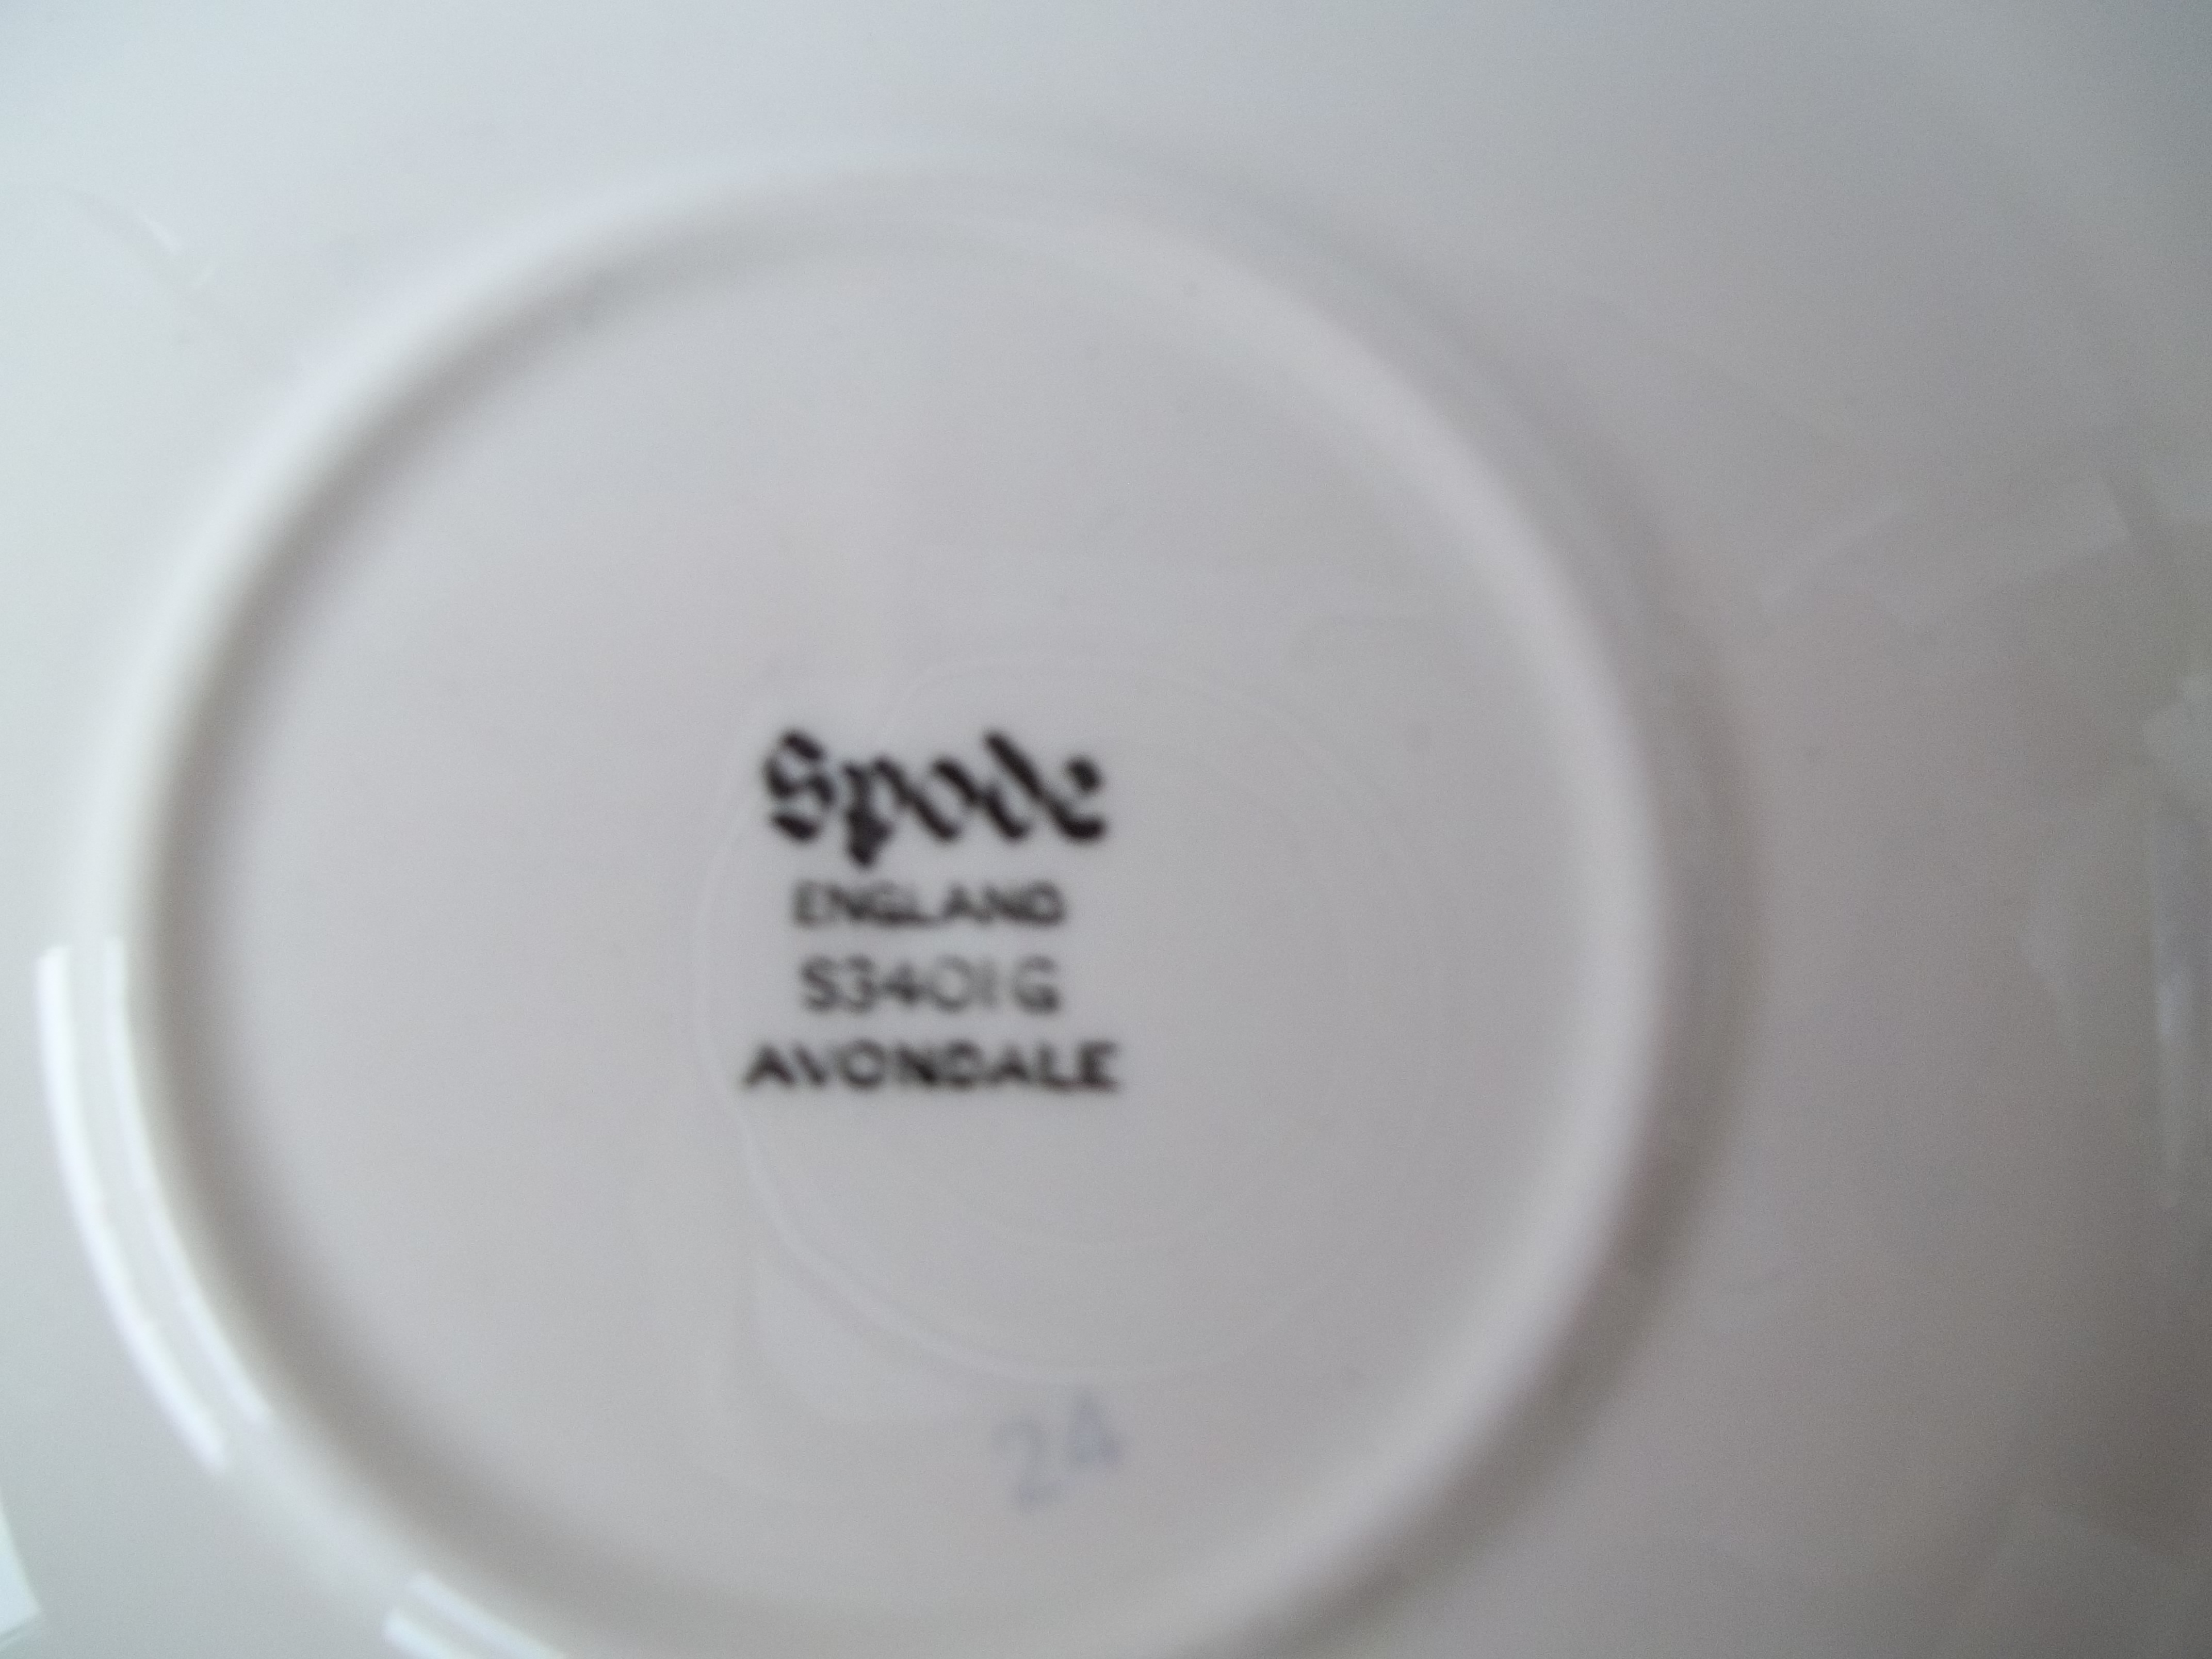 Spode
ENGLAND
S3401G
AVONDALE